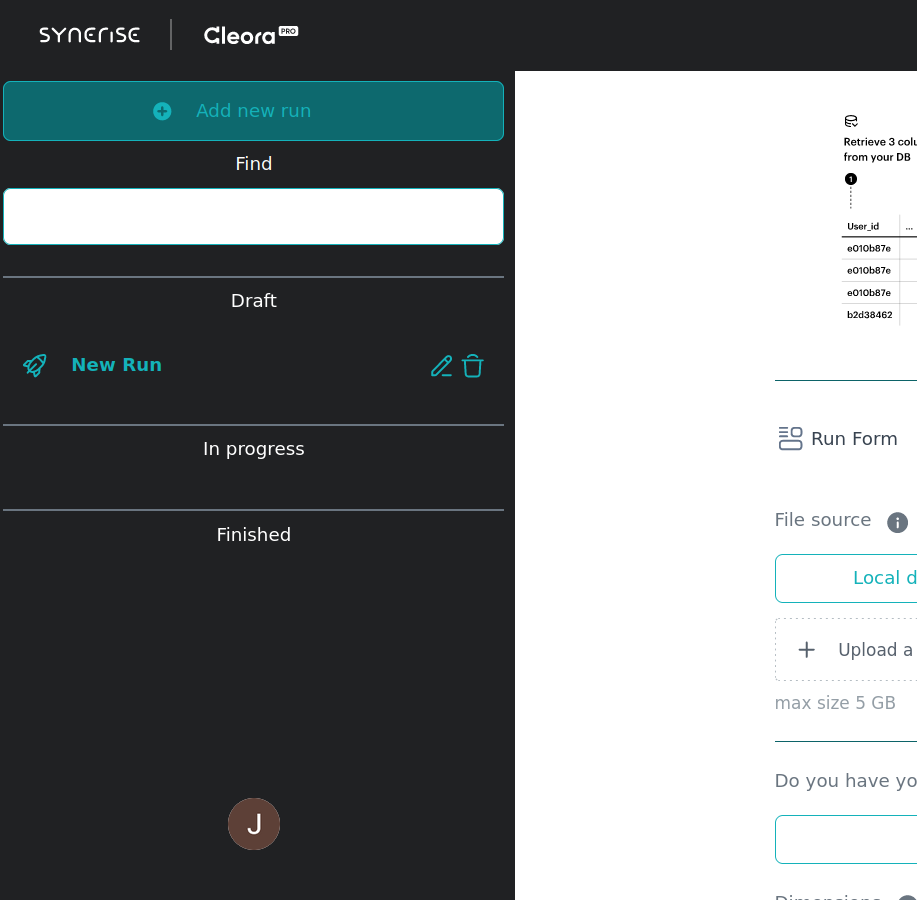 SYNERISE
Cleora PRO
Add new run
Find
Draft
New Run
In progress
Finished
J
Retrieve 3 colu
from your DB
1
User_id ...
e010b87e
e010b87e
e010b87e
b2d38462
Run Form
File source
Local d
Upload a
max size 5 GB
Do you have yo
Dimensions